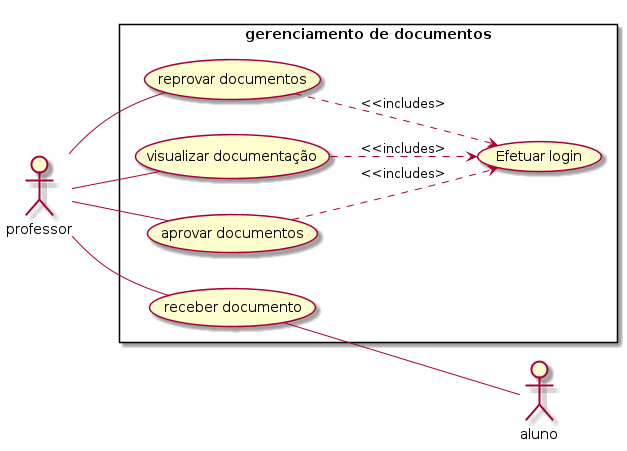 gerenciamento de documentos
reprovar documentos
<<includes>
visualizar documentação
<<includes>
Efetuar login
<<includes>
professor
aprovar documentos
receber documento
aluno